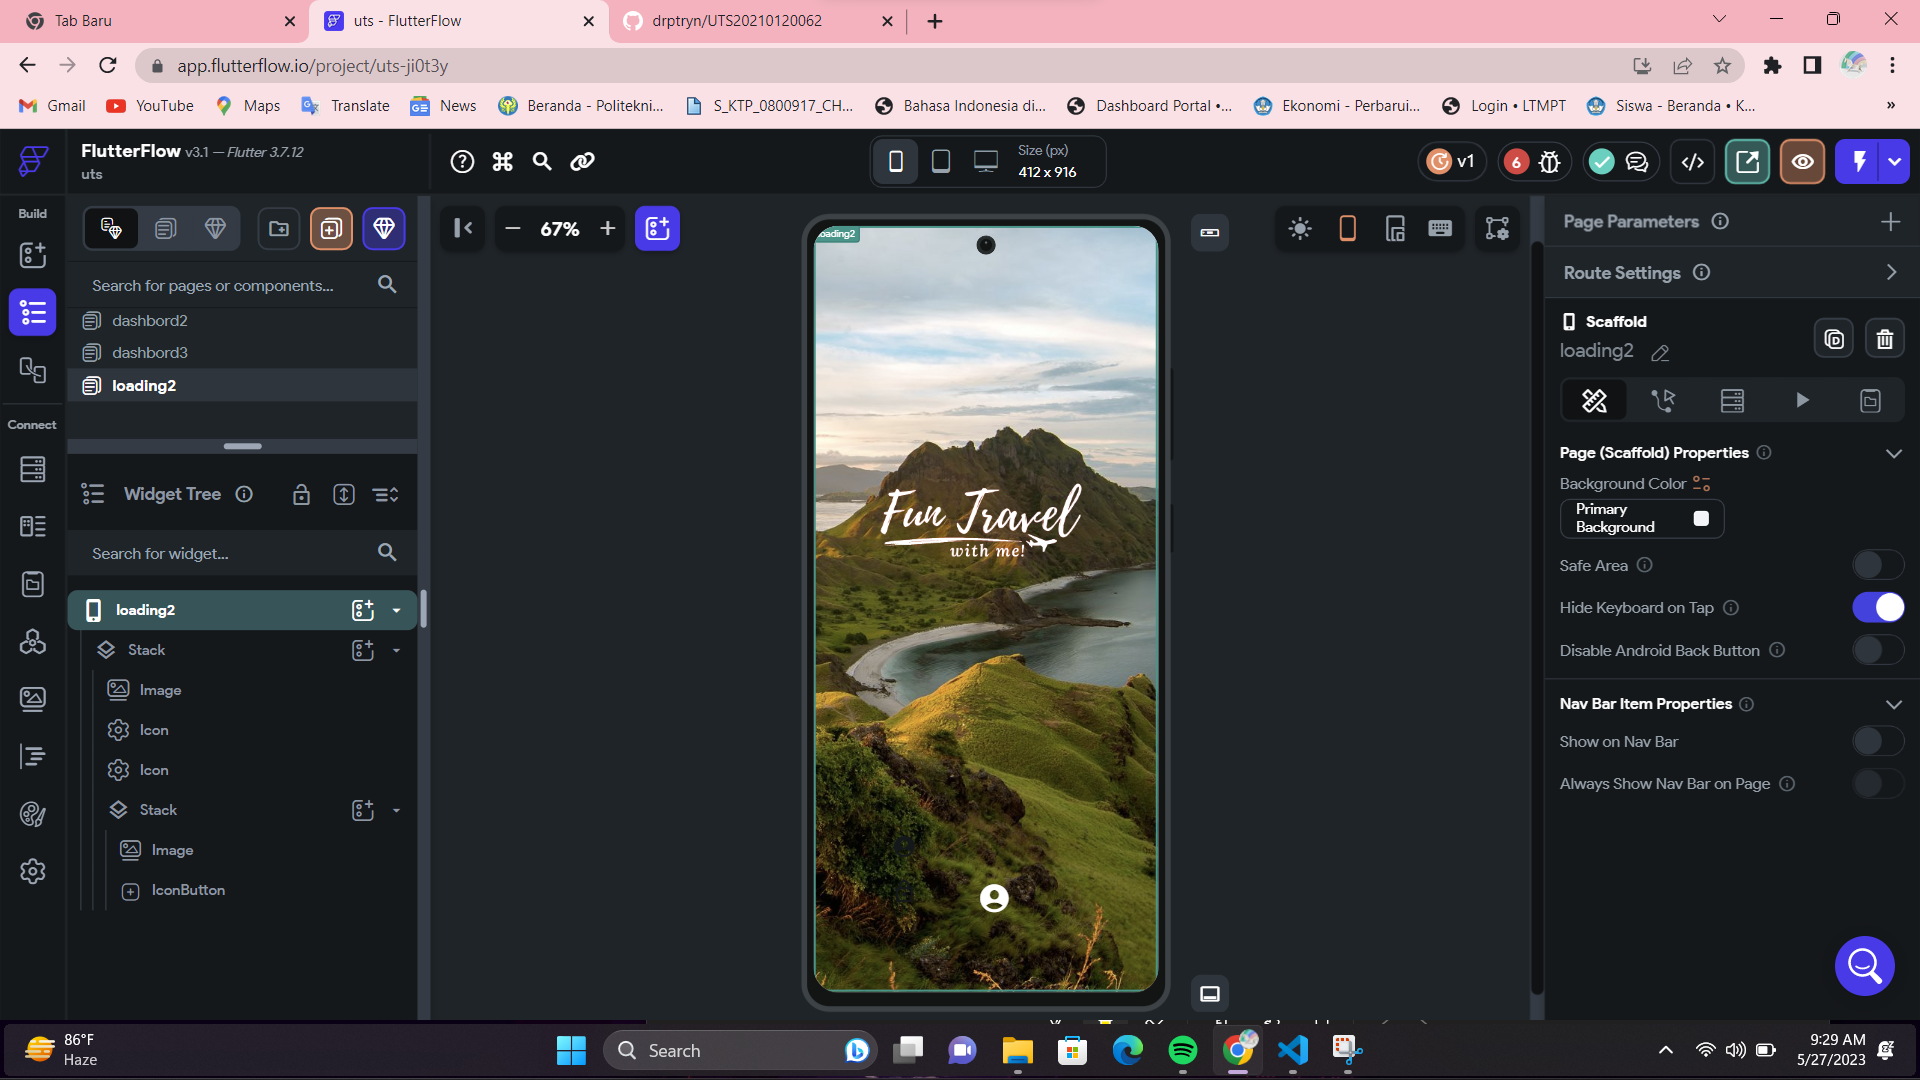 Tab Baru
uts - FlutterFlow
drptryn/UTS20210120062
app.flutterflow.io/project/uts-ji0t3y
Gmail
YouTube
Maps
Translate
News
Beranda - Politekni...
S_KTP_0800917_CH...
Bahasa Indonesia di...
Dashboard Portal •...
Ekonomi - Perbarui...
Login • LTMPT
Siswa - Beranda • K...
»
FlutterFlow v3.1 — Flutter 3.7.12
uts
Size (px)
412 x 916
v1
6
Build
67%
loading2
Page Parameters
Search for pages or components...
Route Settings
dashbord2
dashbord3
loading2
Scaffold
loading2
Connect
Page (Scaffold) Properties
Background Color
Primary
Background
Widget Tree
Fun Travel
with me!
Search for widget...
Safe Area
Hide Keyboard on Tap
loading2
Stack
Disable Android Back Button
Image
Nav Bar Item Properties
Icon
Show on Nav Bar
Icon
Always Show Nav Bar on Page
Stack
Image
IconButton
86°F
Haze
Search
9:29 AM
5/27/2023